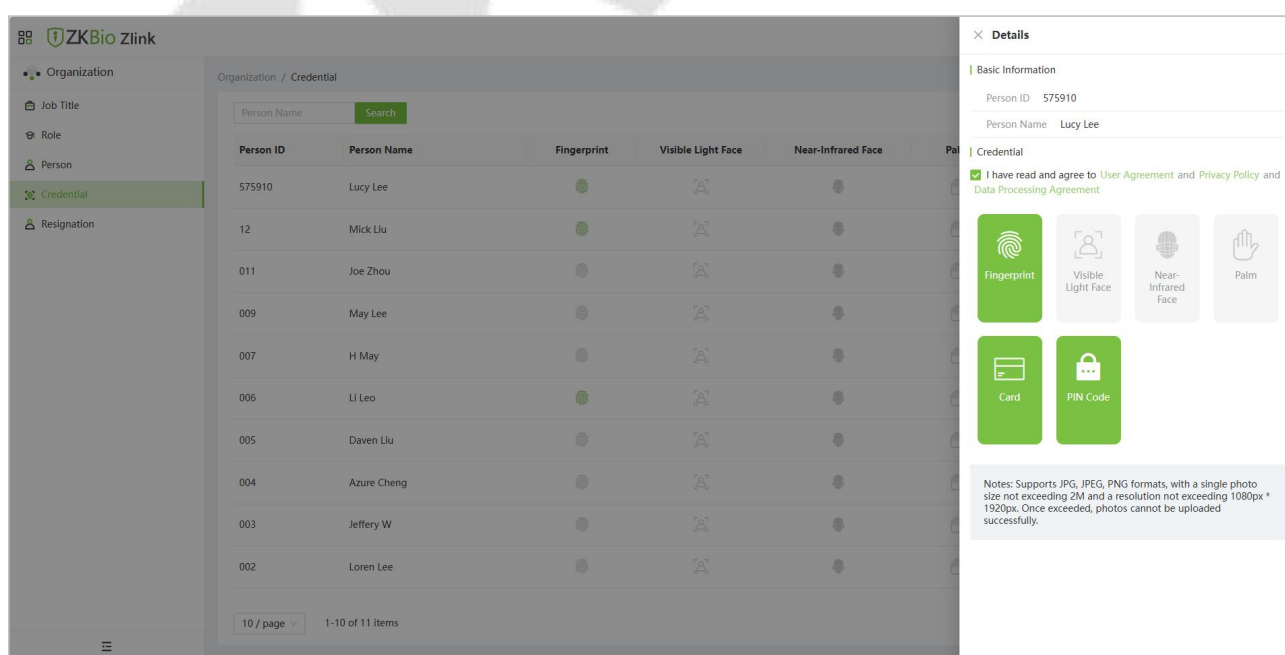 ZKBio Zlink
Organization
Job Title
Role
Person
Credential
Resignation
Organization / Credential
Person Name Search
Person ID Person Name Fingerprint Visible Light Face Near-Infrared Face
575910 Lucy Lee
12 Mick Liu
011 Joe Zhou
009 May Lee
007 H May
006 Li Leo
005 Daven Liu
004 Azure Cheng
003 Jeffery W
002 Loren Lee
10 / page 1-10 of 11 items
Details
Basic Information
Person ID 575910
Person Name Lucy Lee
Credential
I have read and agree to User Agreement and Privacy Policy and
Data Processing Agreement
Fingerprint
Visible
Light Face
Near-
Infrared
Face
Palm
Card
PIN Code
Notes: Supports JPG, JPEG, PNG formats, with a single photo
size not exceeding 2M and a resolution not exceeding 1080px *
1920px. Once exceeded, photos cannot be uploaded
successfully.